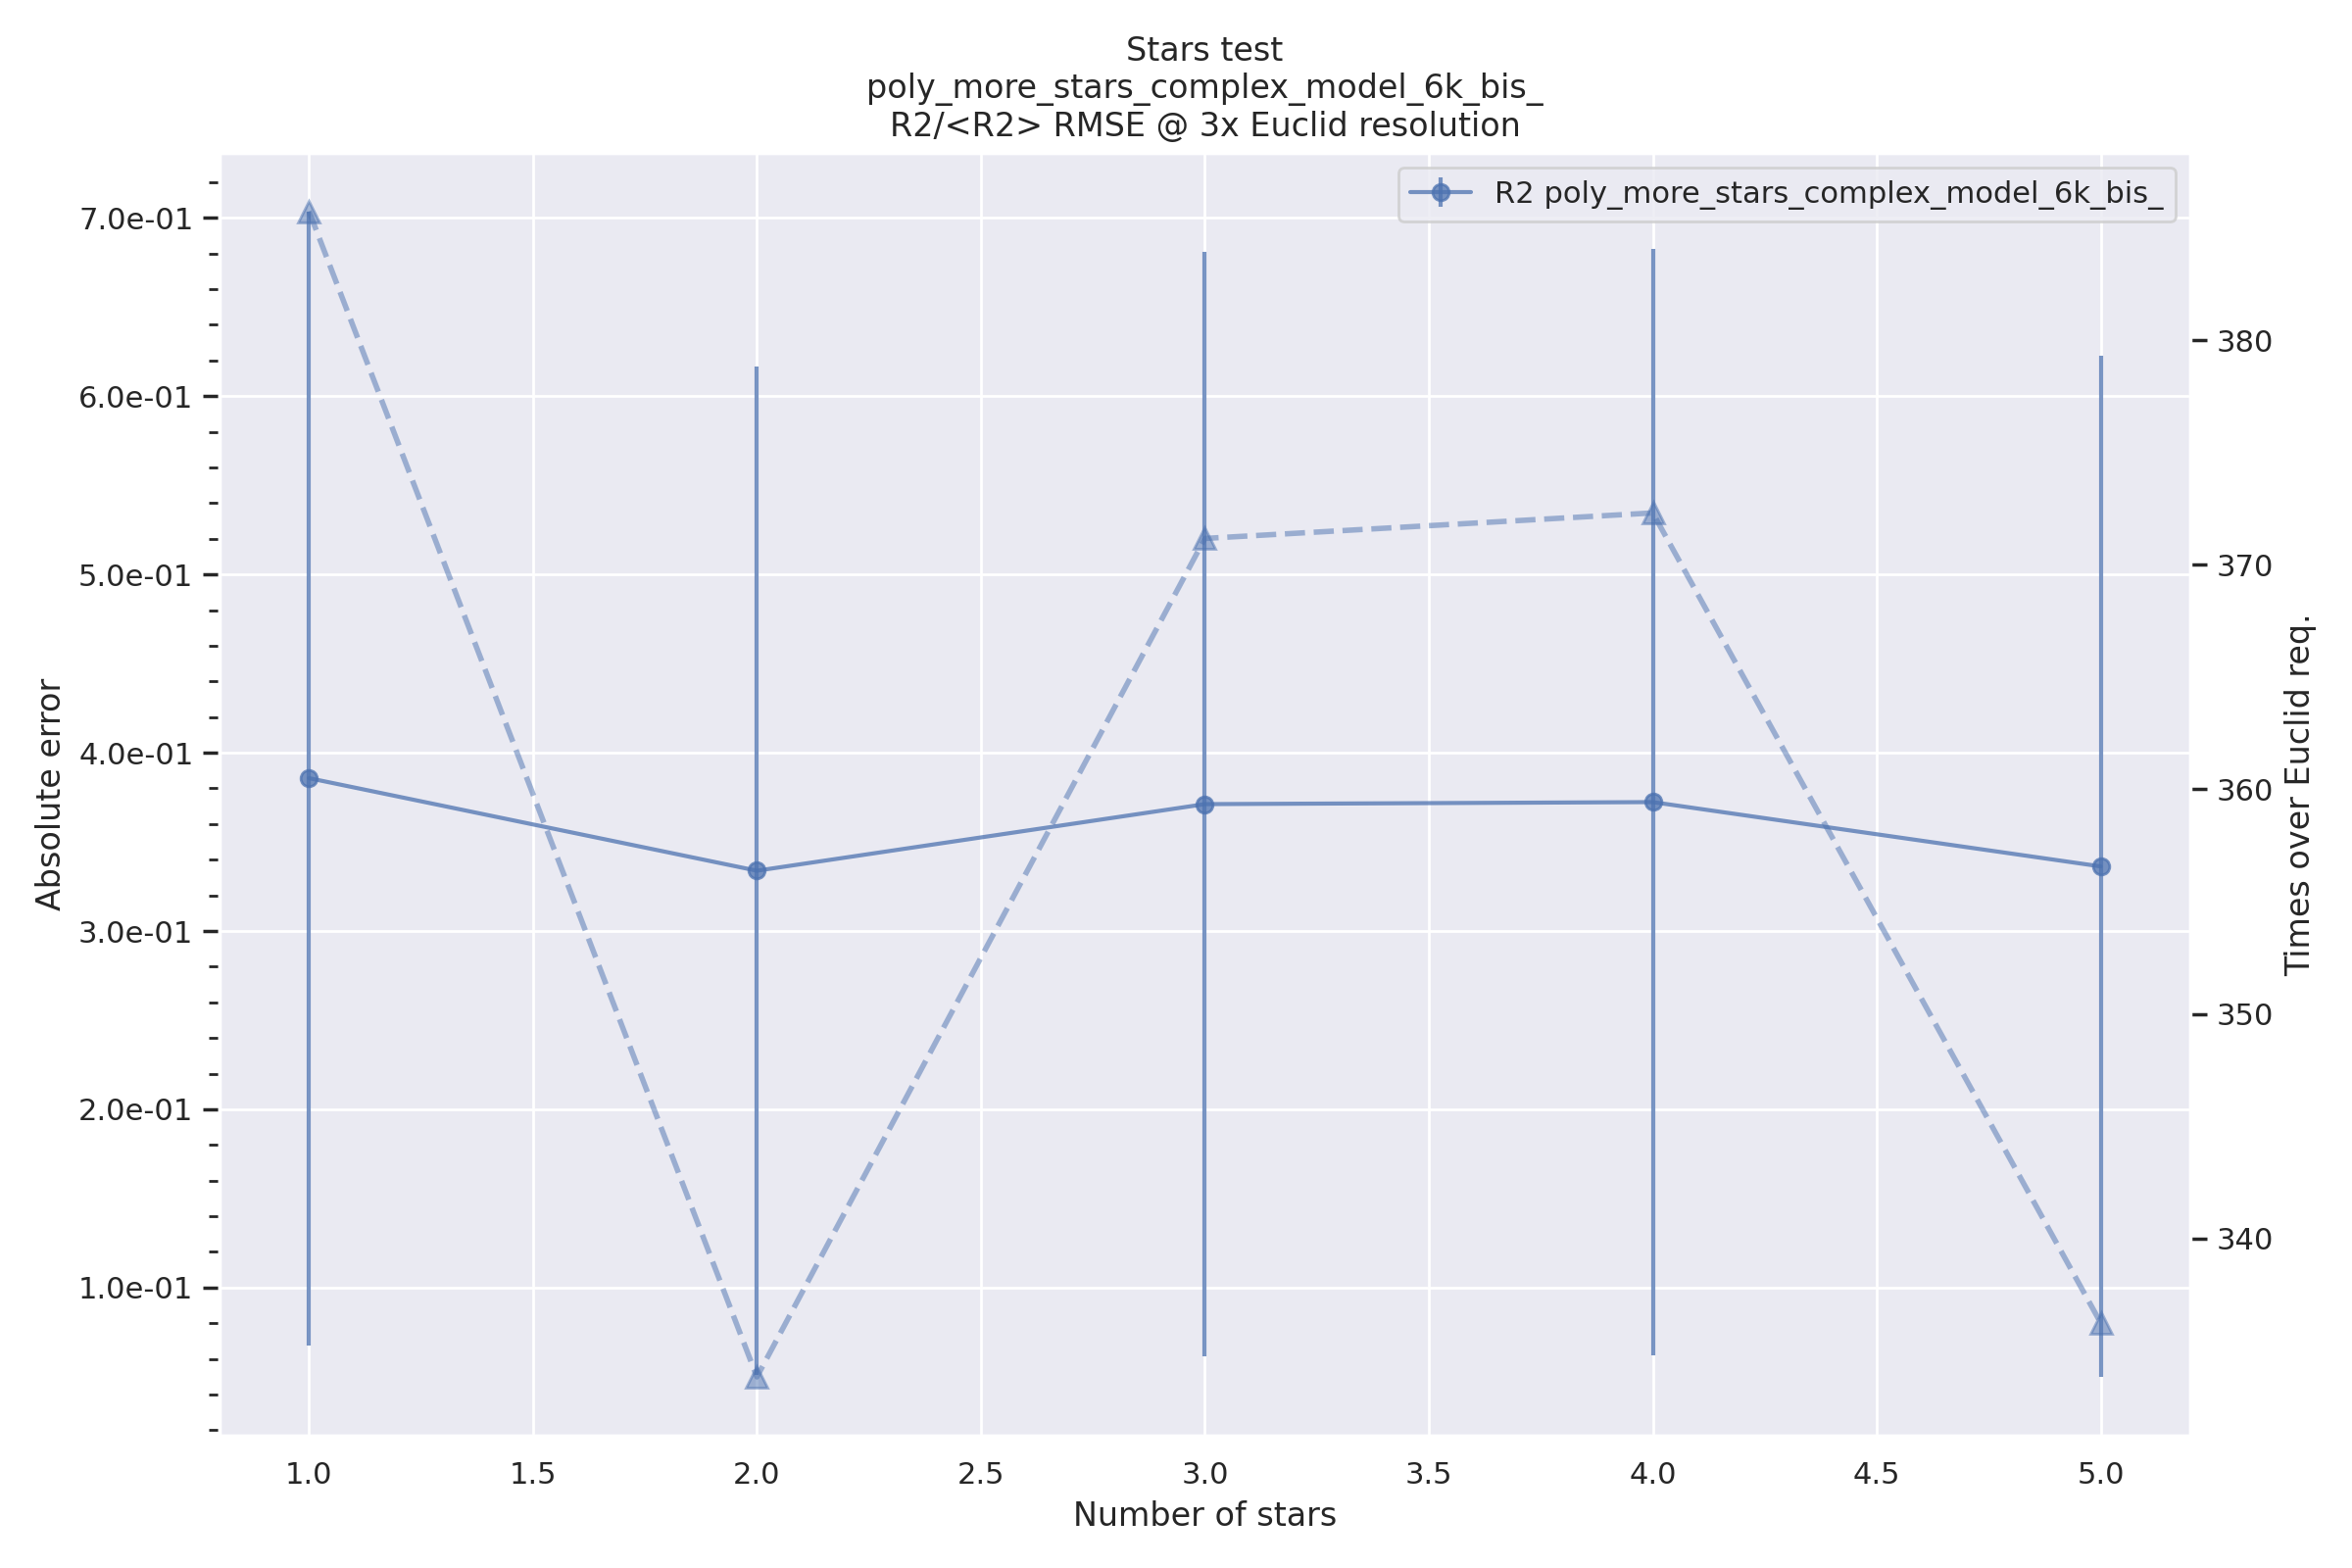 Stars test
poly_more_stars_complex_model_6k_bis_
R2/<R2> RMSE @ 3x Euclid resolution
R2 poly_more_stars_complex_model_6k_bis_
Absolute error
7.0e-01
6.0e-01
5.0e-01
4.0e-01
3.0e-01
2.0e-01
1.0e-01
380
370
360
350
340
Times over Euclid req.
1.0 1.5 2.0 2.5 3.0 3.5 4.0 4.5 5.0
Number of stars